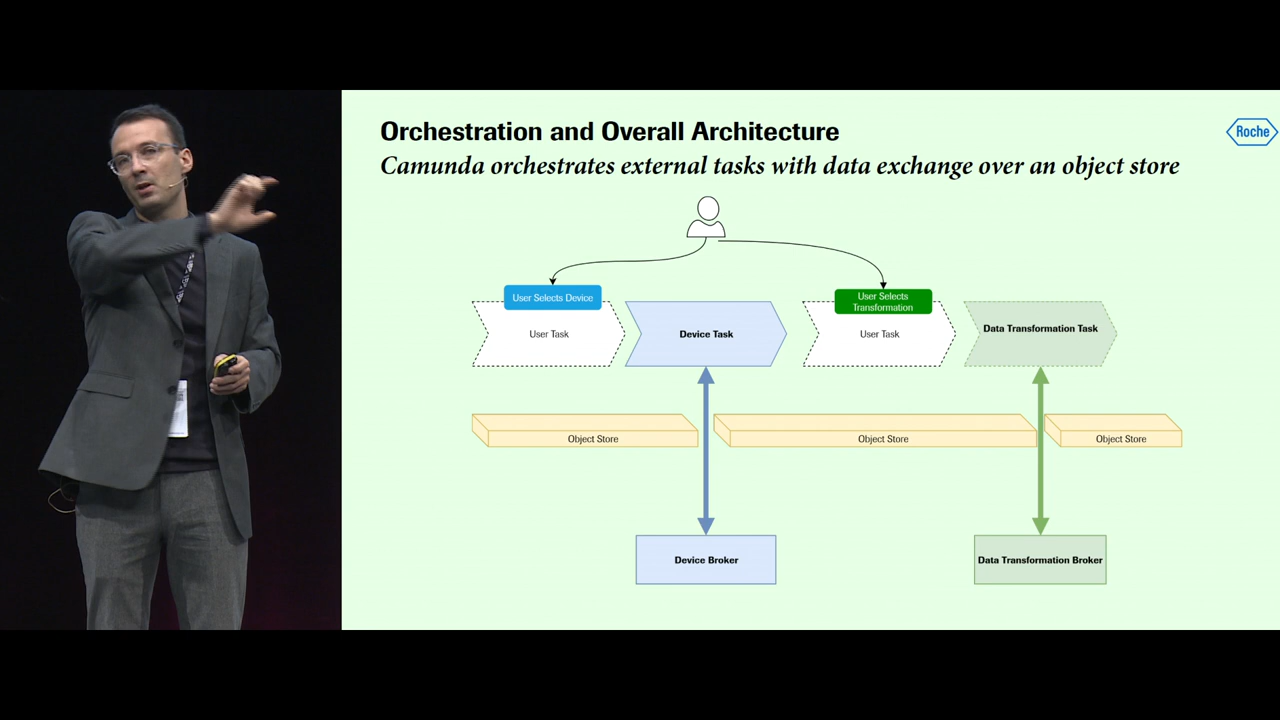 Orchestration and Overall Architecture
Roche
Camunda orchestrates external tasks with data exchange over an object store
User Selects Device
User Selects
Transformation
User Task
Device Task
User Task
Data Transformation Task
Object Store
Object Store
Object Store
Device Broker
Data Transformation Broker